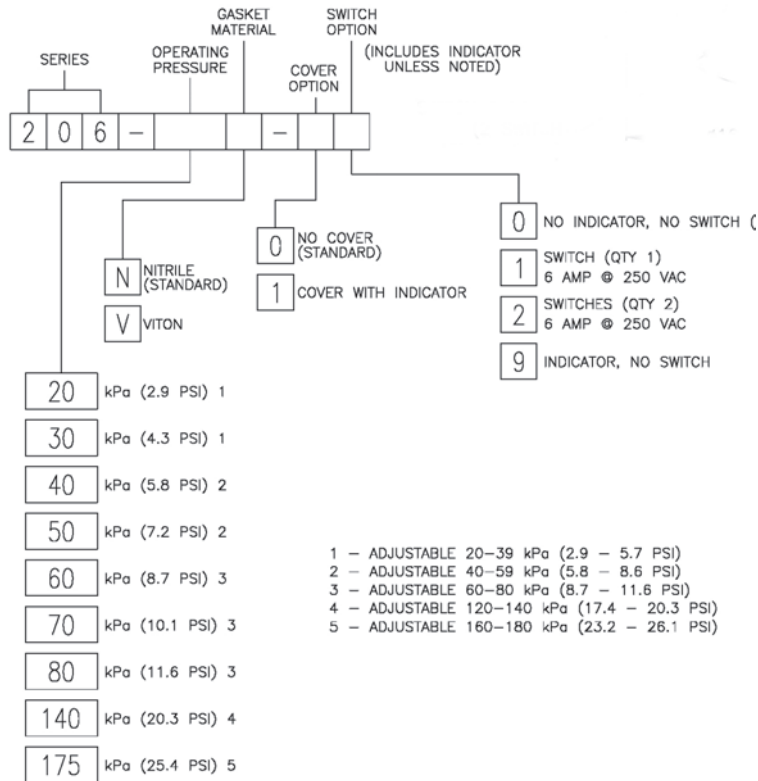 GASKET
MATERIAL
SWITCH
OPTION
(INCLUDES INDICATOR
UNLESS NOTED)
OPERATING
PRESSURE
SERIES
COVER
OPTION
2 0 6 - -
N NITRILE
(STANDARD)
V VITON
0 NO COVER
(STANDARD)
1 COVER WITH INDICATOR
0 NO INDICATOR, NO SWITCH (
1 SWITCH (QTY 1)
6 AMP @ 250 VAC
2 SWITCHES (QTY 2)
6 AMP @ 250 VAC
9 INDICATOR, NO SWITCH
20 kPa (2.9 PSI) 1
30 kPa (4.3 PSI) 1
40 kPa (5.8 PSI) 2
50 kPa (7.2 PSI) 2
60 kPa (8.7 PSI) 3
70 kPa (10.1 PSI) 3
80 kPa (11.6 PSI) 3
140 kPa (20.3 PSI) 4
175 kPa (25.4 PSI) 5
1 - ADJUSTABLE 20-39 kPa (2.9 - 5.7 PSI)
2 - ADJUSTABLE 40-59 kPa (5.8 - 8.6 PSI)
3 - ADJUSTABLE 60-80 kPa (8.7 - 11.6 PSI)
4 - ADJUSTABLE 120-140 kPa (17.4 - 20.3 PSI)
5 - ADJUSTABLE 160-180 kPa (23.2 - 26.1 PSI)